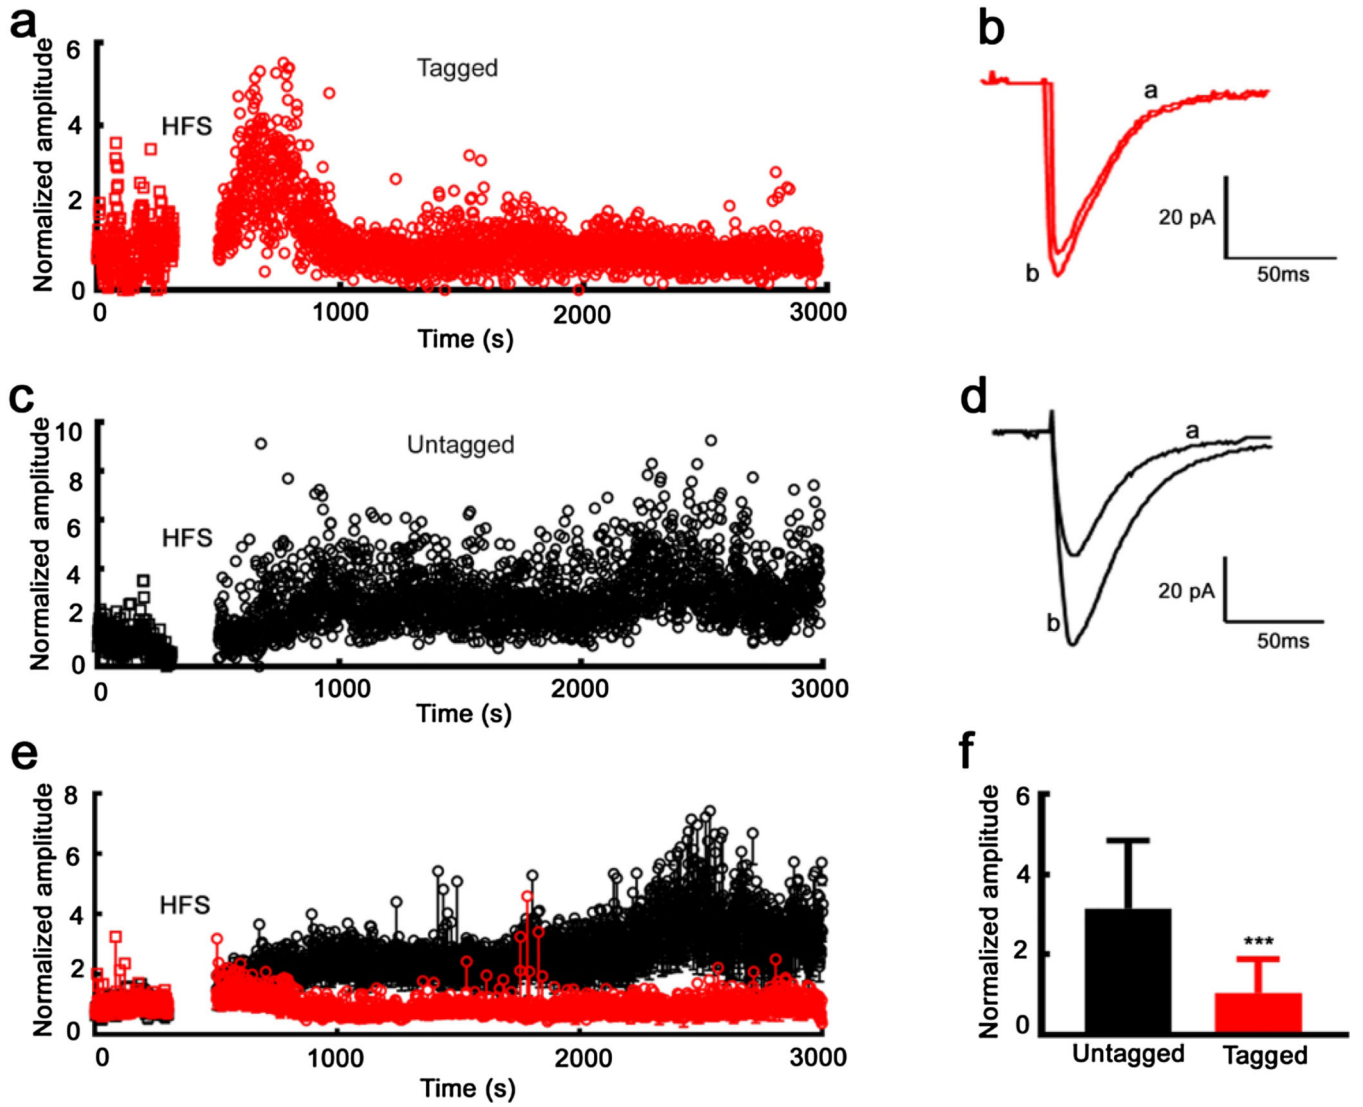 a
Normalized amplitude
6
4
2
0
HFS
Tagged
0
1000
2000
3000
Time (s)
b
a
b
20 pA
50ms
c
Normalized amplitude
10
8
6
4
2
0
HFS
Untagged
0
1000
2000
3000
Time (s)
d
a
b
20 pA
50ms
e
Normalized amplitude
8
6
4
2
0
HFS
0
1000
2000
3000
Time (s)
f
Normalized amplitude
6
4
2
0
***
Untagged
Tagged